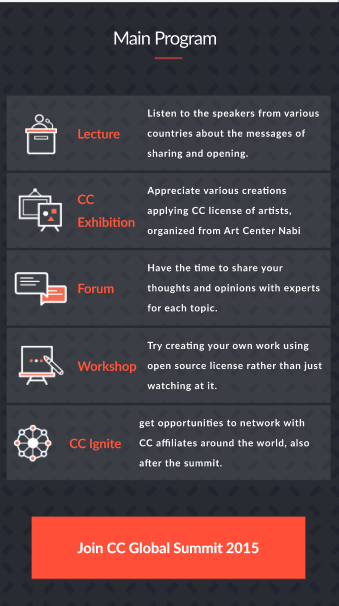 Main Program
Lecture
Listen to the speakers from various
countries about the messages of
sharing and opening.
CC
Exhibition
Appreciate various creations
applying CC license of artists,
organized from Art Center Nabi
Forum
Have the time to share your
thoughts and opinions with experts
for each topic.
Workshop
Try creating your own work using
open source license rather than just
watching at it.
CC Ignite
get opportunities to network with
CC affiliates around the world, also
after the summit.
Join CC Global Summit 2015